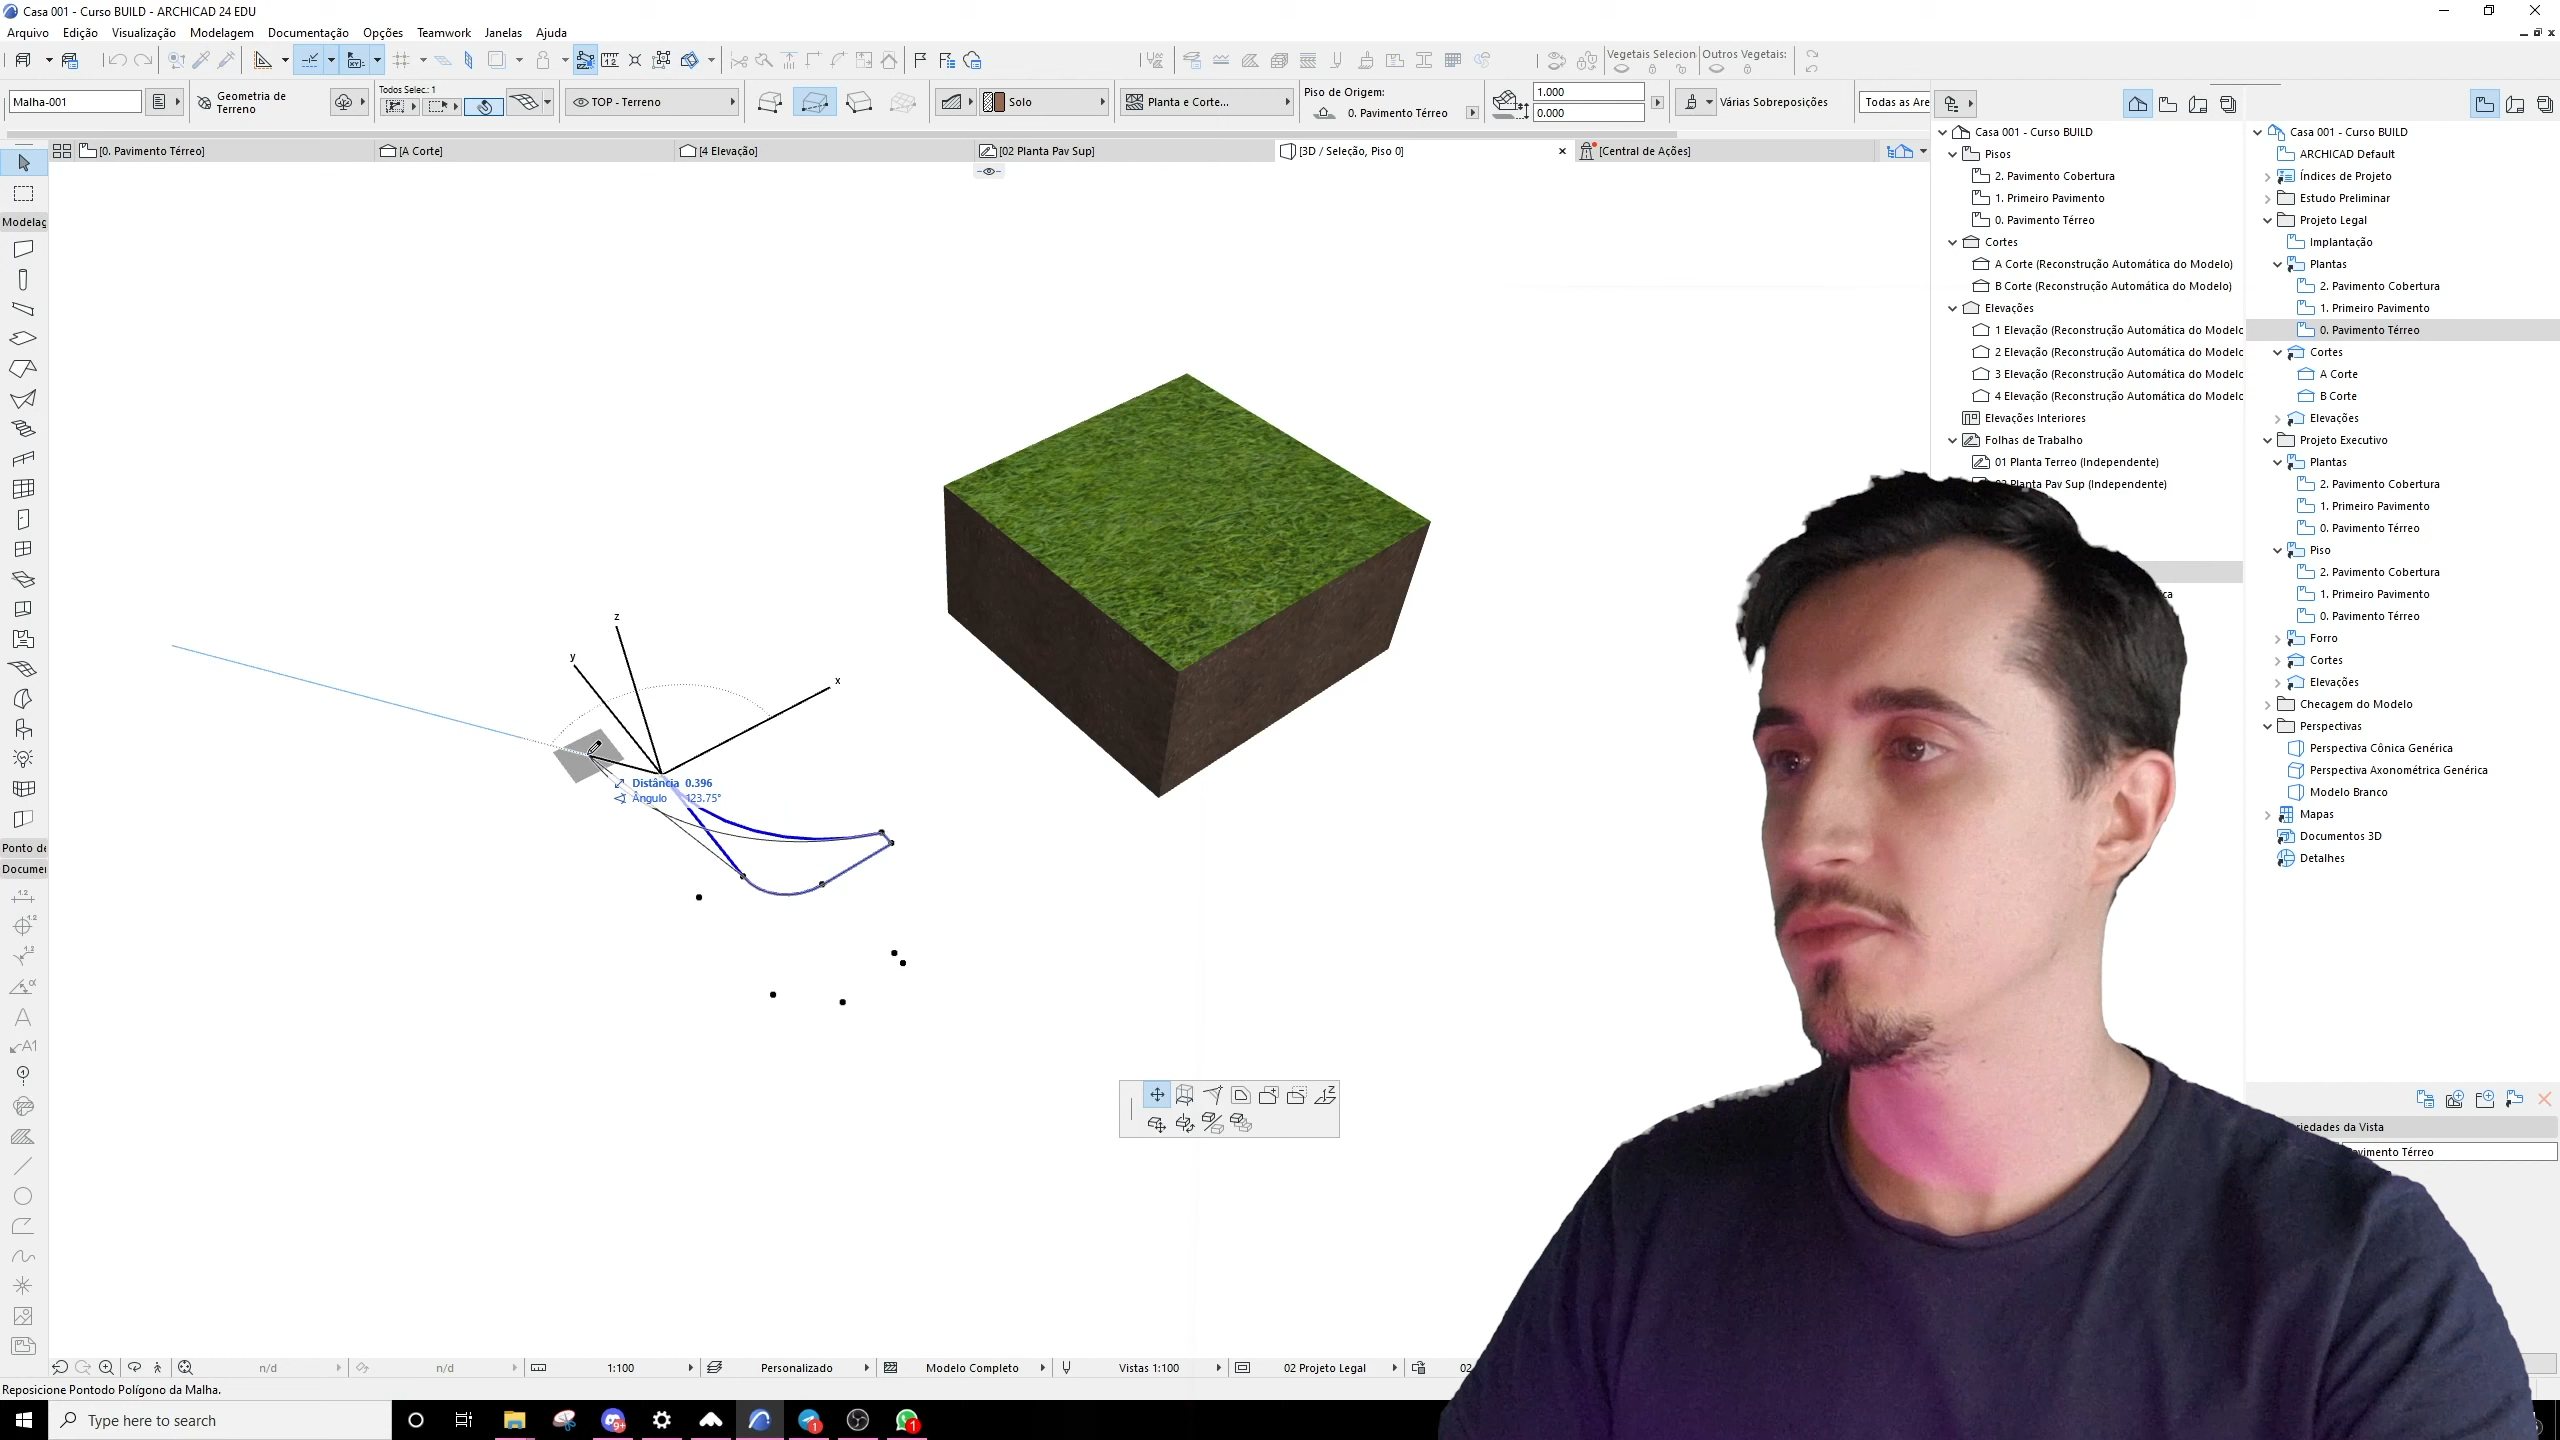 Casa 001 - Curso BUILD - ARCHICAD 24 EDU
Arquivo Edição Visualização Modelagem Documentação Opções Teamwork Janelas Ajuda
Vegetais Selecion Outros Vegetais:
Malha-001
Geometria de Terreno
Todos Selec.: 1
TOP - Terreno
Solo
Planta e Corte...
Piso de Origem:
0. Pavimento Térreo
1.000
0.000
Várias Sobreposições
Todas as Are
[0. Pavimento Térreo]
[A Corte]
[4 Elevação]
[02 Planta Pav Sup]
[3D / Seleção, Piso 0]
[Central de Ações]
Modelaç
Ponto de
Documen
z
y
x
Distância 0.396
Ângulo 123.75°
Casa 001 - Curso BUILD
Pisos
2. Pavimento Cobertura
1. Primeiro Pavimento
0. Pavimento Térreo
Cortes
A Corte (Reconstrução Automática do Modelo)
B Corte (Reconstrução Automática do Modelo)
Elevações
1 Elevação (Reconstrução Automática do Modelo
2 Elevação (Reconstrução Automática do Modelo
3 Elevação (Reconstrução Automática do Modelo
4 Elevação (Reconstrução Automática do Modelo
Elevações Interiores
Folhas de Trabalho
01 Planta Terreo (Independente)
Planta Pav Sup (Independente)
Casa 001 - Curso BUILD
ARCHICAD Default
Índices de Projeto
Estudo Preliminar
Projeto Legal
Implantação
Plantas
2. Pavimento Cobertura
1. Primeiro Pavimento
0. Pavimento Térreo
Cortes
A Corte
B Corte
Elevações
Projeto Executivo
Plantas
2. Pavimento Cobertura
1. Primeiro Pavimento
0. Pavimento Térreo
Piso
2. Pavimento Cobertura
1. Primeiro Pavimento
0. Pavimento Térreo
Forro
Cortes
Elevações
Checagem do Modelo
Perspectivas
Perspectiva Cônica Genérica
Perspectiva Axonométrica Genérica
Modelo Branco
Mapas
Documentos 3D
Detalhes
riedades da Vista
vimento Térreo
n/d
n/d
1:100
Personalizado
Modelo Completo
Vistas 1:100
02 Projeto Legal
02
Reposicione Pontodo Polígono da Malha.
Type here to search